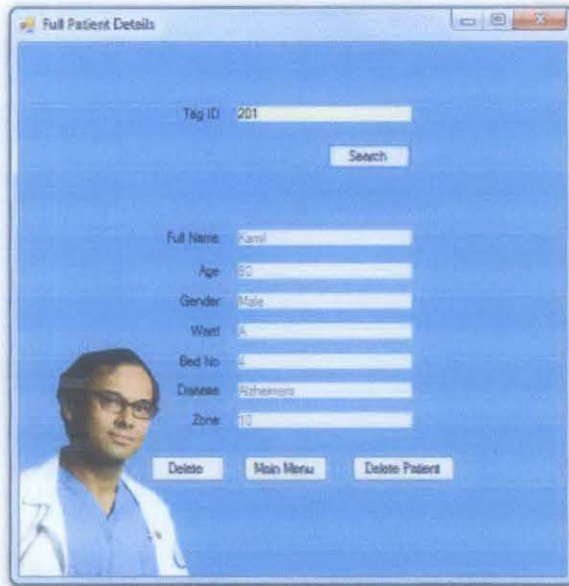 Full Patient Details
Tag ID 201
Search
Full Name Kamil
Age 80
Gender Male
Ward A
Bed No 4
Disease Alzheimers
Zone 10
Delete Main Menu Delete Patient